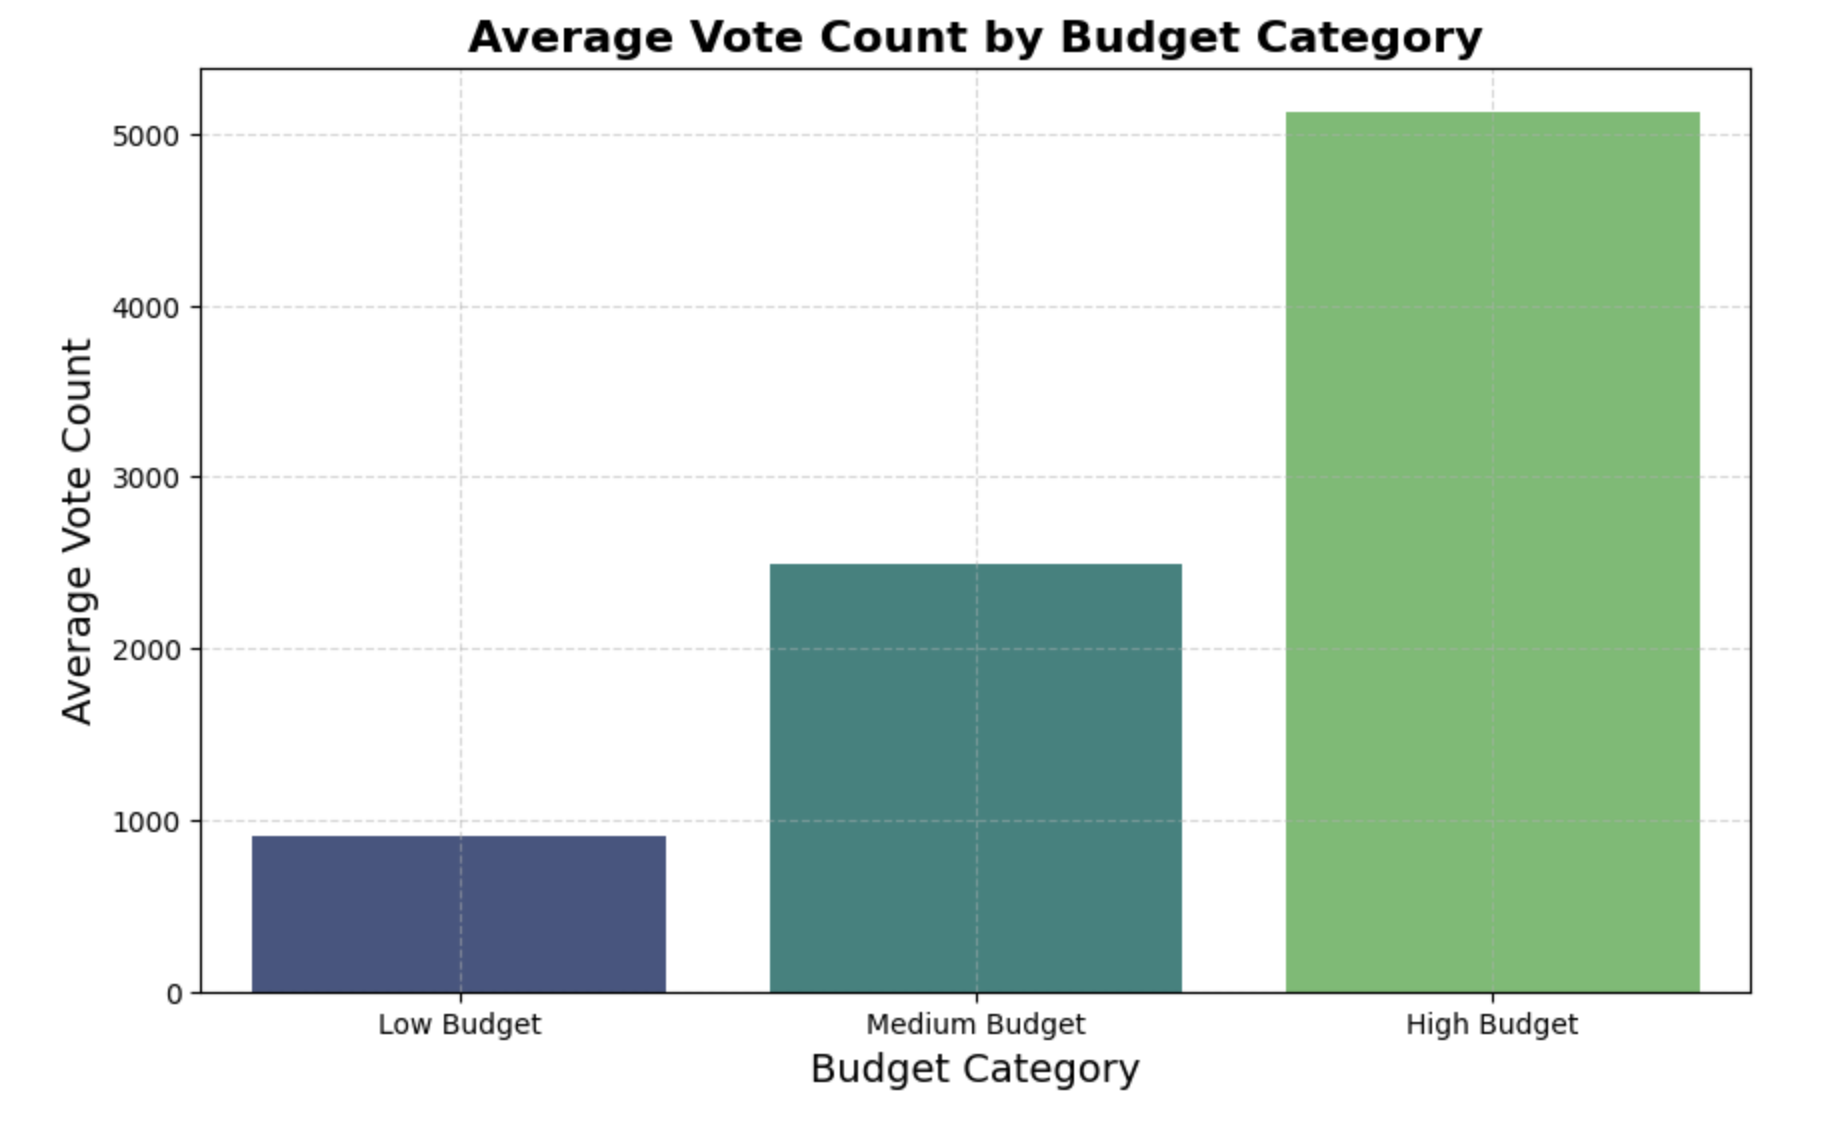 Average Vote Count by Budget Category
Average Vote Count
5000
4000
3000
2000
1000
0
Low Budget Medium Budget High Budget
Budget Category